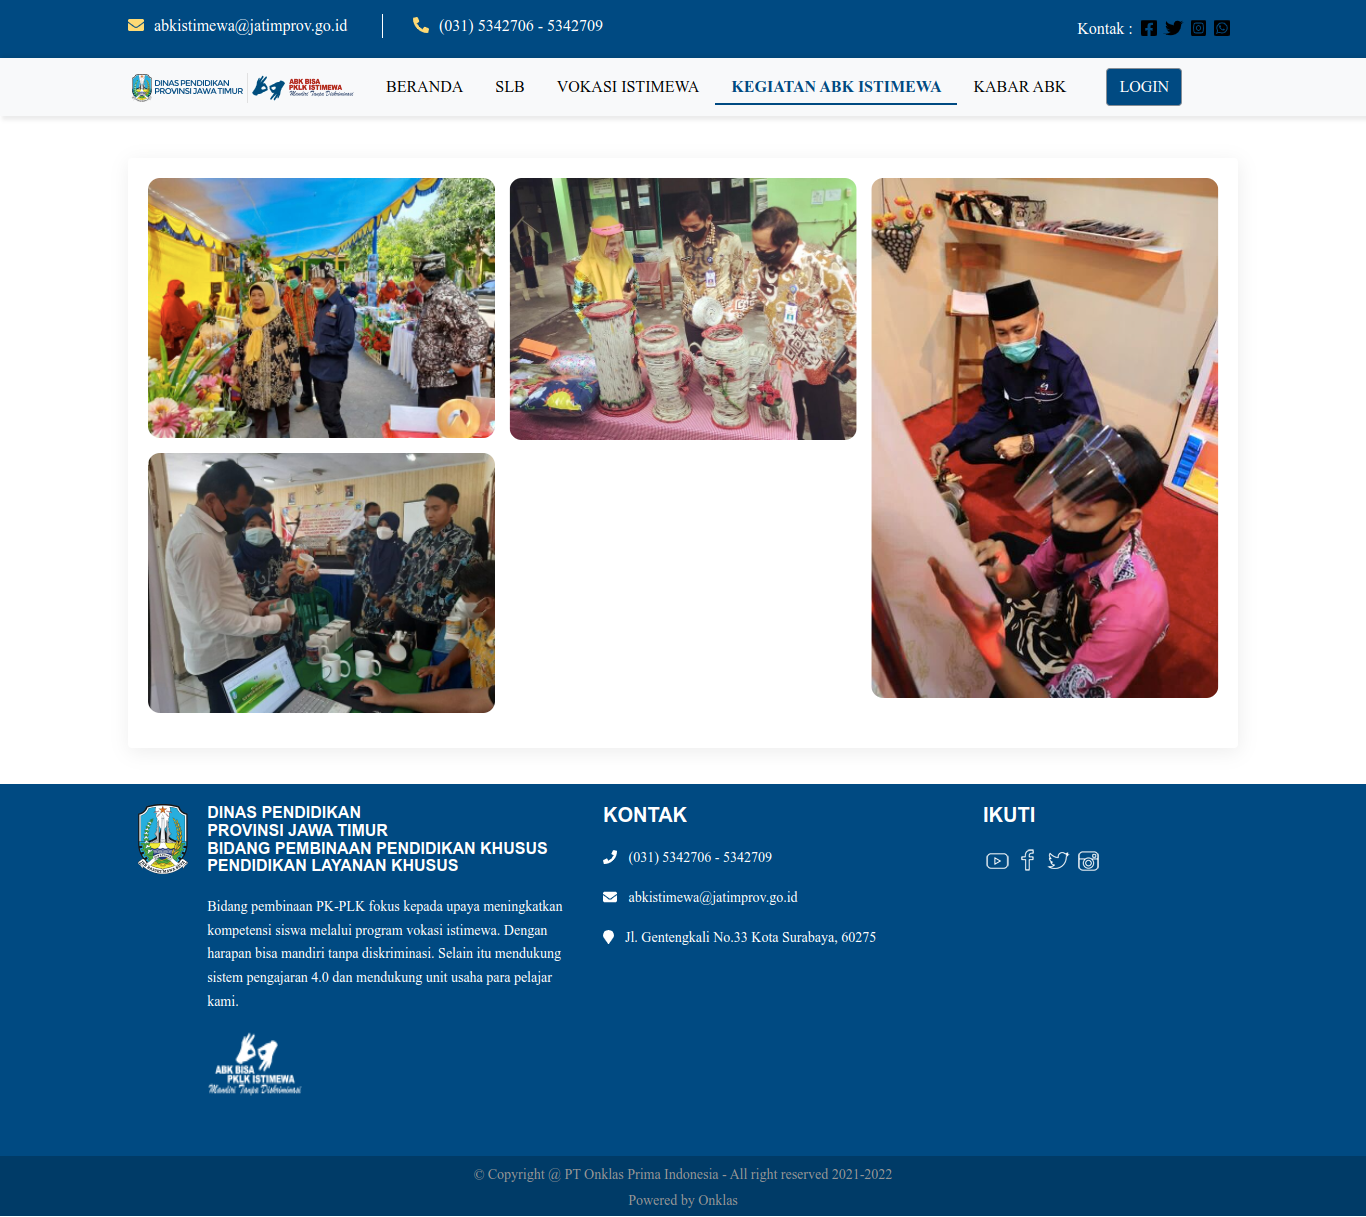 abkistimewa@jatimprov.go.id
(031) 5342706 - 5342709
Kontak :
DINAS PENDIDIKAN
PROVINSI JAWA TIMUR
ABK BISA
PKLK ISTIMEWA
Mandiri Tanpa Diskriminasi
BERANDA
SLB
VOKASI ISTIMEWA
KEGIATAN ABK ISTIMEWA
KABAR ABK
LOGIN
DINAS PENDIDIKAN
PROVINSI JAWA TIMUR
BIDANG PEMBINAAN PENDIDIKAN KHUSUS
PENDIDIKAN LAYANAN KHUSUS
Bidang pembinaan PK-PLK fokus kepada upaya meningkatkan
kompetensi siswa melalui program vokasi istimewa. Dengan
harapan bisa mandiri tanpa diskriminasi. Selain itu mendukung
sistem pengajaran 4.0 dan mendukung unit usaha para pelajar
kami.
ABK BISA
PKLK ISTIMEWA
Mandiri Tanpa Diskriminasi
KONTAK
(031) 5342706 - 5342709
abkistimewa@jatimprov.go.id
Jl. Gentengkali No.33 Kota Surabaya, 60275
IKUTI
© Copyright @ PT Onklas Prima Indonesia - All right reserved 2021-2022
Powered by Onklas